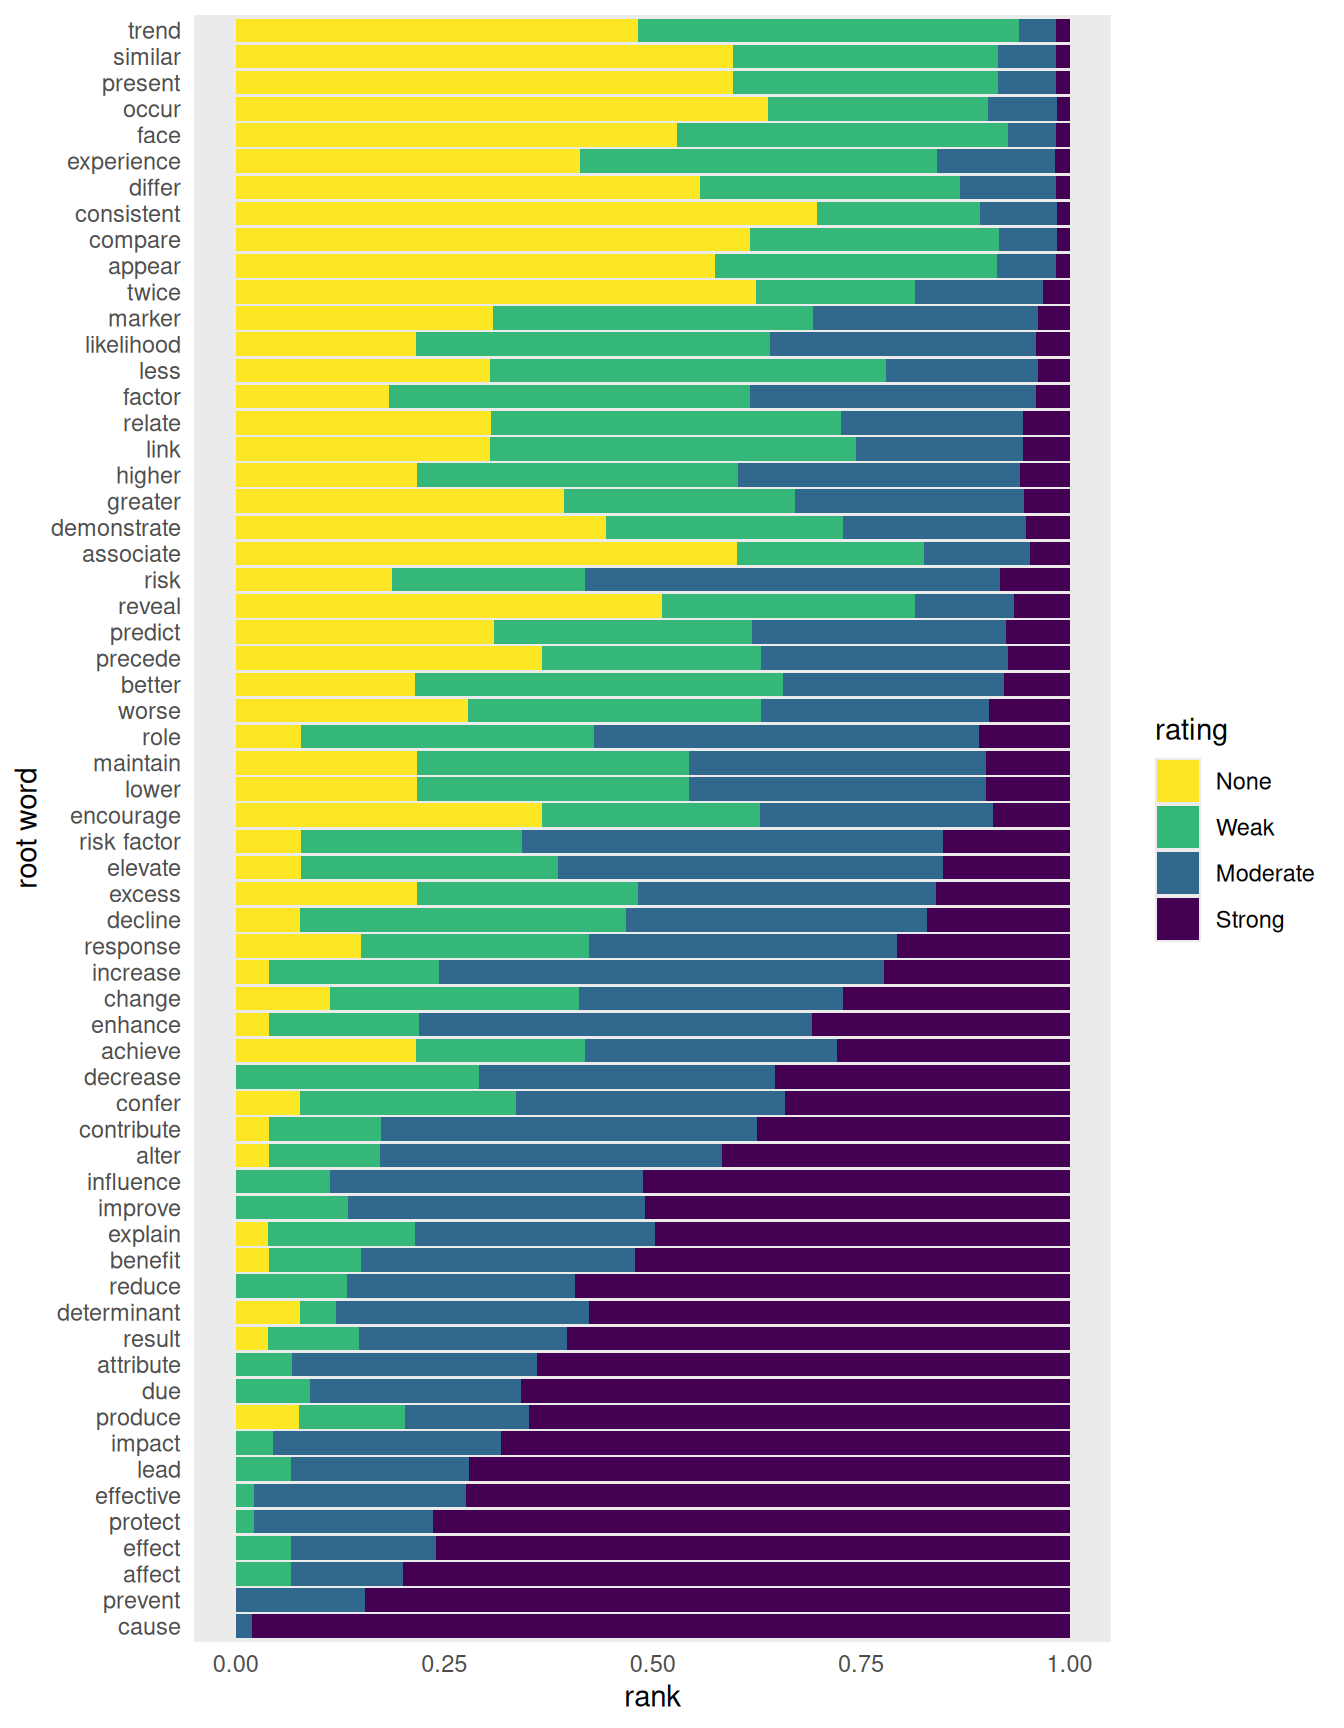 trend
similar
present
occur
face
experience
differ
consistent
compare
appear
twice
marker
likelihood
less
factor
relate
link
higher
greater
demonstrate
associate
risk
reveal
predict
precede
better
worse
role
maintain
lower
encourage
risk factor
elevate
excess
decline
response
increase
change
enhance
achieve
decrease
confer
contribute
alter
influence
improve
explain
benefit
reduce
determinant
result
attribute
due
produce
impact
lead
effective
protect
effect
affect
prevent
cause
root word
0.00 0.25 0.50 0.75 1.00
rank
rating
None
Weak
Moderate
Strong